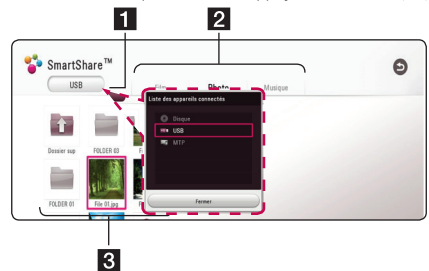 1
2
SmartShare™
USB
Film
Photo
Musique
Liste des appareils connectés
Disque
USB
MTP
Dossier sup
FOLDER 03
FOLDER 01
File 01.jpg
Fermer
3